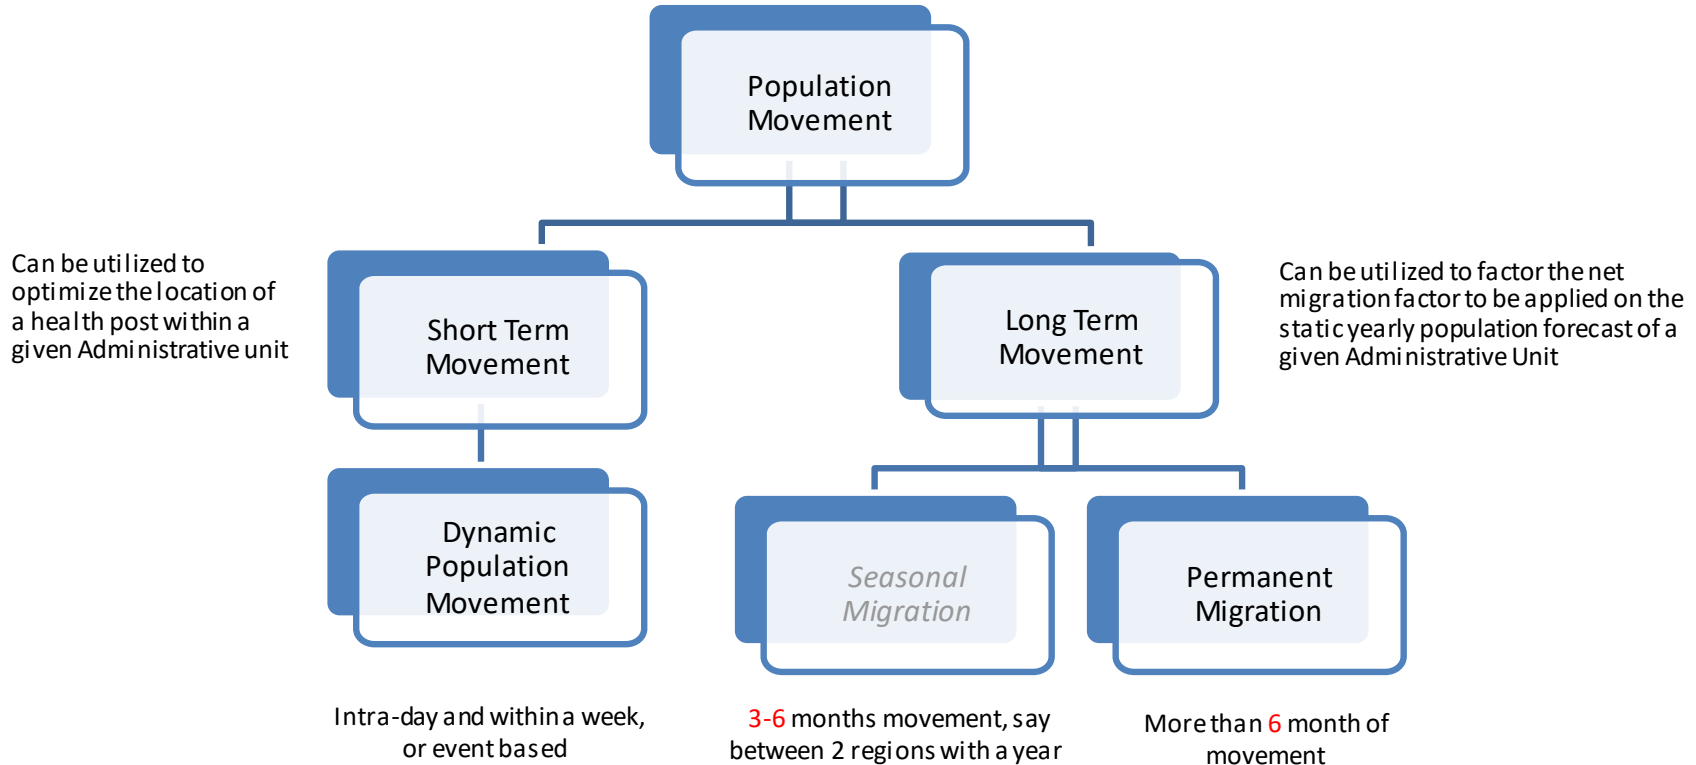 Population
Movement
Can be utilized to
optimize the location of
a health post within a
given Administrative unit
Short Term
Movement
Long Term
Movement
Can be utilized to factor the net
migration factor to be applied on the
static yearly population forecast of a
given Administrative Unit
Dynamic
Population
Movement
Seasonal
Migration
Permanent
Migration
Intra-day and within a week,
or event based
3-6 months movement, say
between 2 regions with a year
More than 6 month of
movement